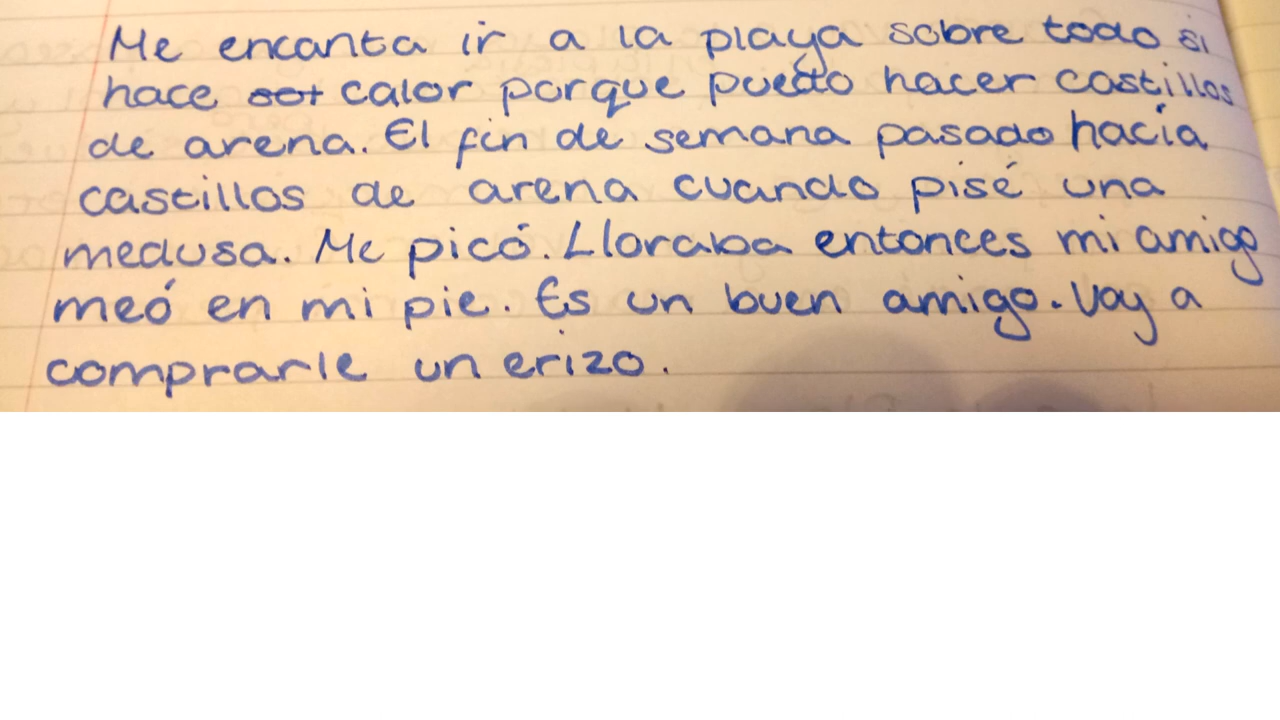 Me encanta ir a la playa sobre todo si
hace sol calor porque puedo hacer castillos
de arena. El fin de semana pasado hacía
castillos de arena cuando pisé una
medusa. Me picó. Lloraba entonces mi amigo
meó en mi pie. Es un buen amigo. Voy a
comprarle un erizo.